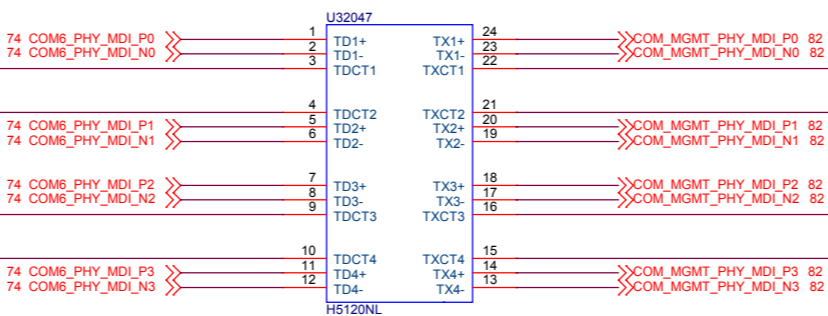 U32047
74 COM6_PHY_MDI_P0 1 TD1+ TX1+ 24 COM_MGMT_PHY_MDI_P0 82
74 COM6_PHY_MDI_N0 2 TD1- TX1- 23 COM_MGMT_PHY_MDI_N0 82
3 TDCT1 TXCT1 22
4 TDCT2 TXCT2 21
74 COM6_PHY_MDI_P1 5 TD2+ TX2+ 20 COM_MGMT_PHY_MDI_P1 82
74 COM6_PHY_MDI_N1 6 TD2- TX2- 19 COM_MGMT_PHY_MDI_N1 82
74 COM6_PHY_MDI_P2 7 TD3+ TX3+ 18 COM_MGMT_PHY_MDI_P2 82
74 COM6_PHY_MDI_N2 8 TD3- TX3- 17 COM_MGMT_PHY_MDI_N2 82
9 TDCT3 TXCT3 16
10 TDCT4 TXCT4 15
74 COM6_PHY_MDI_P3 11 TD4+ TX4+ 14 COM_MGMT_PHY_MDI_P3 82
74 COM6_PHY_MDI_N3 12 TD4- TX4- 13 COM_MGMT_PHY_MDI_N3 82
H5120NL